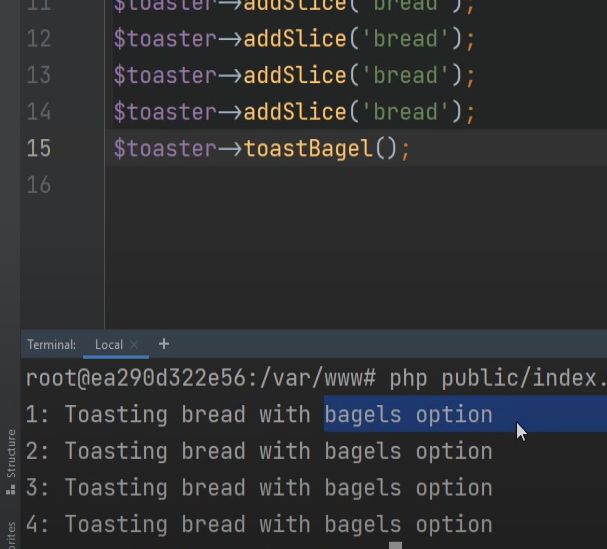 11 $toaster->addSlice('bread');
12 $toaster->addSlice('bread');
13 $toaster->addSlice('bread');
14 $toaster->addSlice('bread');
15 $toaster->toastBagel();
16
Terminal: Local × +
root@ea290d322e56:/var/www# php public/index.
1: Toasting bread with bagels option
2: Toasting bread with bagels option
3: Toasting bread with bagels option
4: Toasting bread with bagels option
Structure
orites